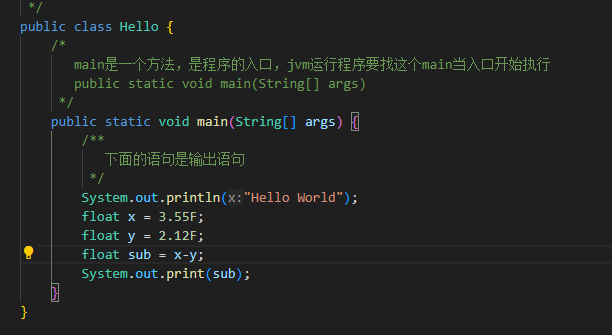 */
public class Hello {
/*
main是一个方法，是程序的入口，jvm运行程序要找这个main当入口开始执行
public static void main(String[] args)
*/
public static void main(String[] args) {
/**
下面的语句是输出语句
*/
System.out.println(x:"Hello World");
float x = 3.55F;
float y = 2.12F;
float sub = x-y;
System.out.print(sub);
}
}